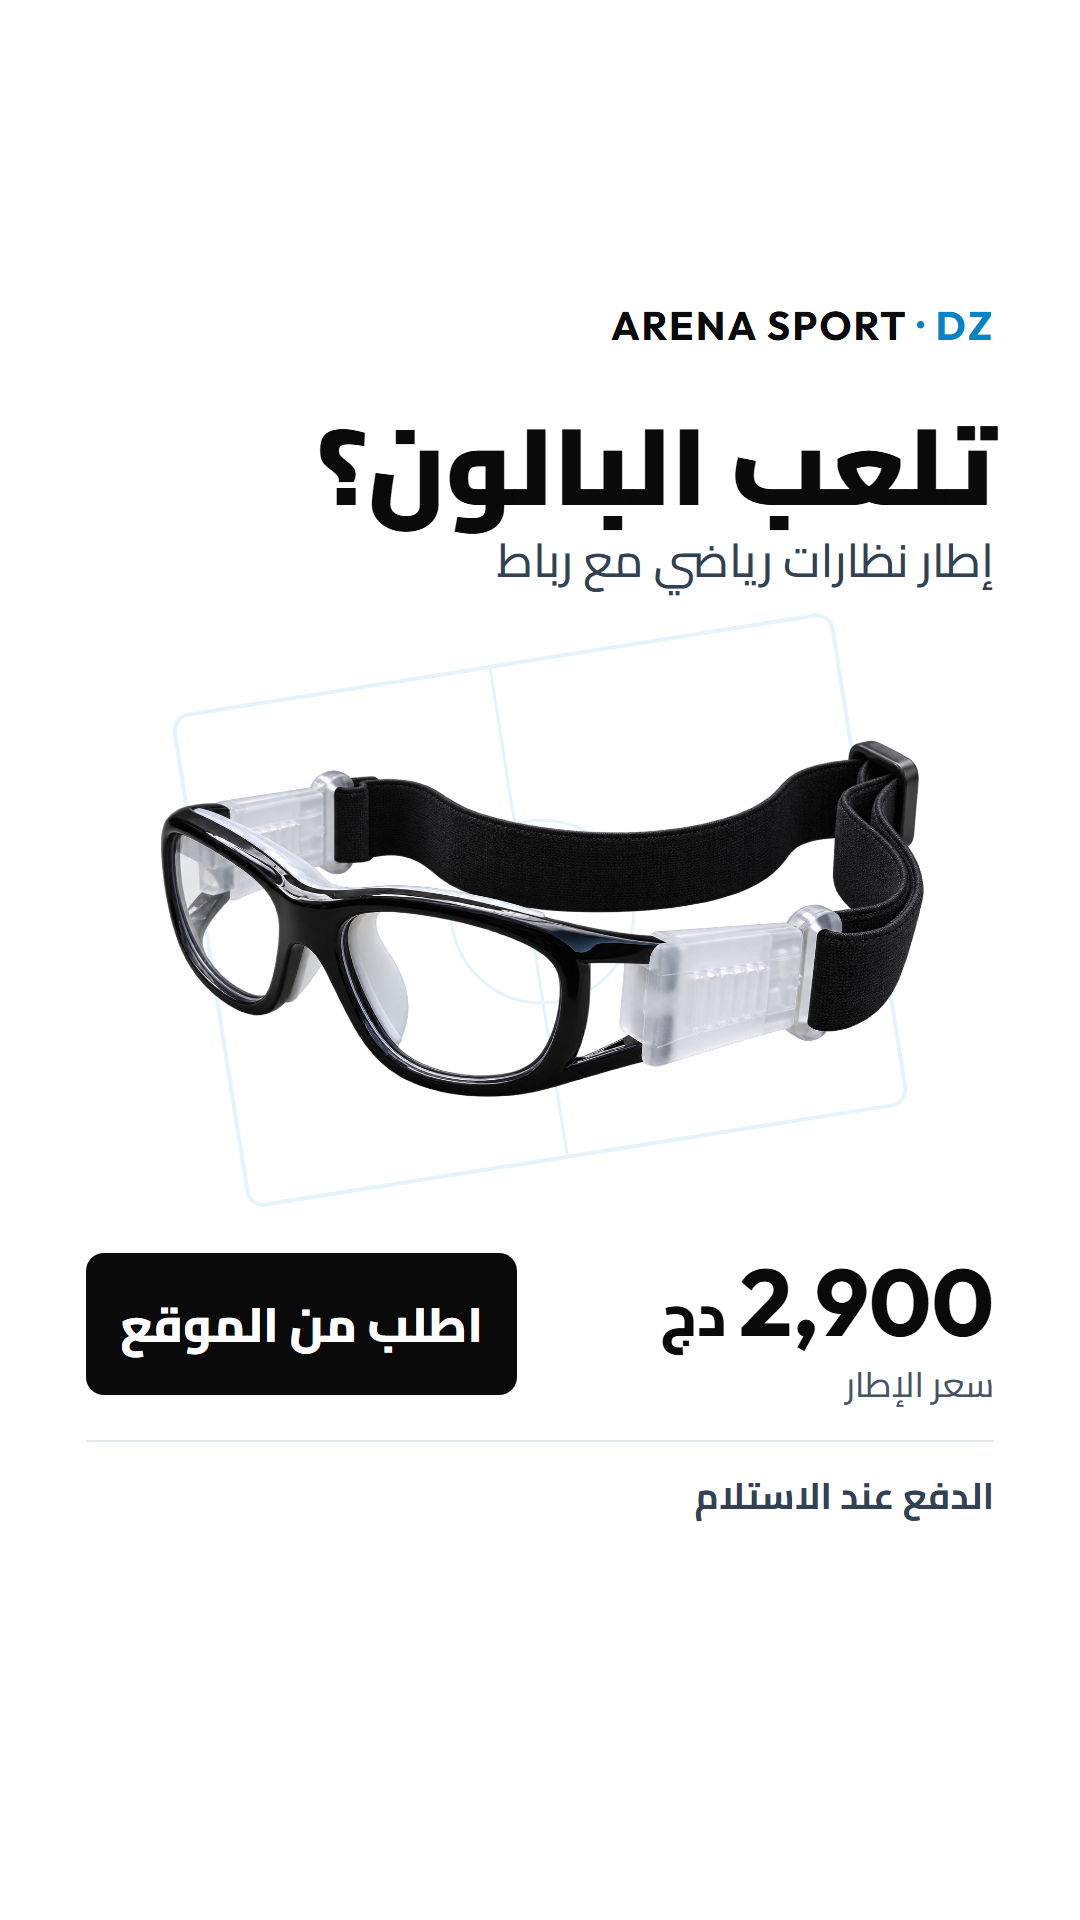 ARENA SPORT · DZ
تلعب البالون؟
إطار نظارات رياضي مع رباط
2,900 دج
سعر الإطار
اطلب من الموقع
الدفع عند الاستلام